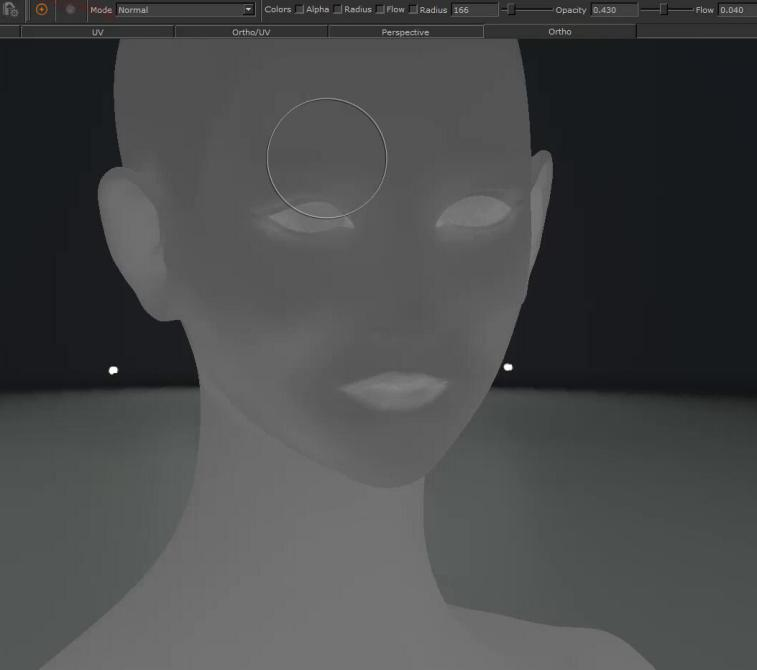 Mode Normal Colors Alpha Radius Flow Radius 166 Opacity 0.430 Flow 0.040
UV Ortho/UV Perspective Ortho